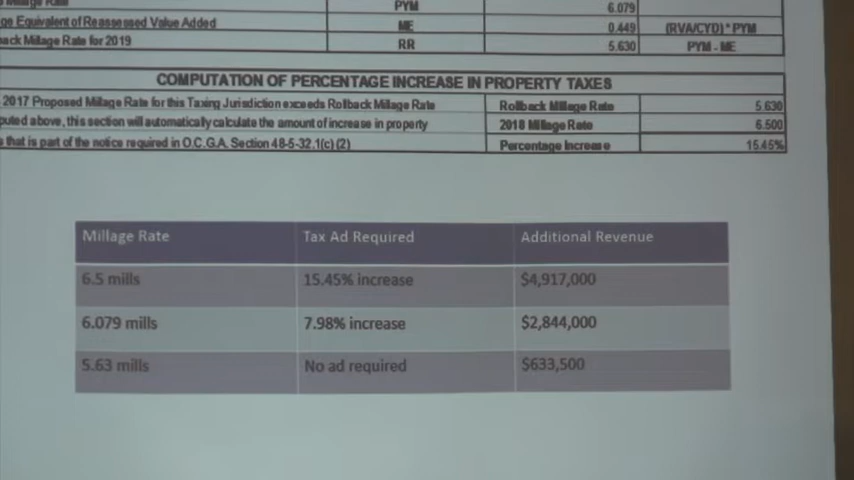 Millage Rate PYM 6.079
ge Equivalent of Reassessed Value Added ME 0.449 (RVA/CYD) * PYM
ack Millage Rate for 2019 RR 5.630 PYM - ME
COMPUTATION OF PERCENTAGE INCREASE IN PROPERTY TAXES
2017 Proposed Millage Rate for this Taxing Jurisdiction exceeds Rollback Millage Rate Rollback Millage Rate 5.630
puted above, this section will automatically calculate the amount of increase in property 2018 Millage Rate 6.500
s that is part of the notice required in O.C.G.A. Section 48-5-32.1(c) (2) Percentage Increase 15.45%
Millage Rate Tax Ad Required Additional Revenue
6.5 mills 15.45% increase $4,917,000
6.079 mills 7.98% increase $2,844,000
5.63 mills No ad required $633,500